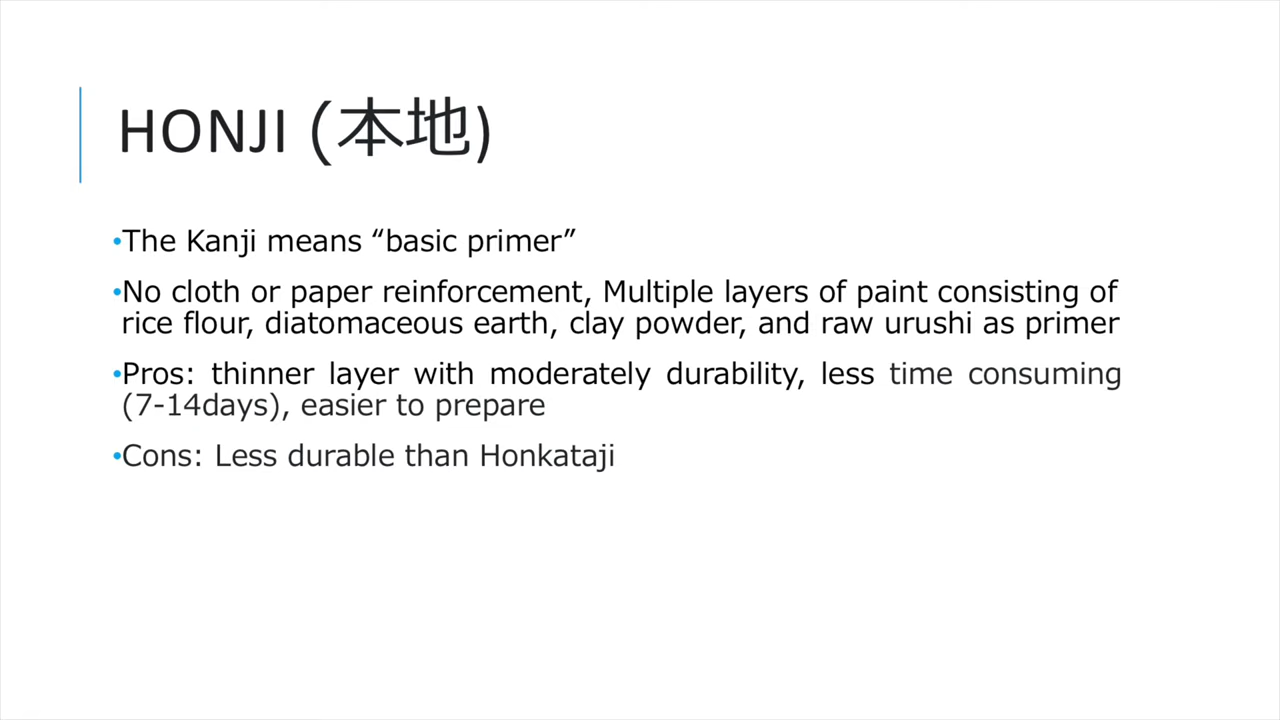 HONJI (本地)
•The Kanji means “basic primer”
•No cloth or paper reinforcement, Multiple layers of paint consisting of
rice flour, diatomaceous earth, clay powder, and raw urushi as primer
•Pros: thinner layer with moderately durability, less time consuming
(7-14days), easier to prepare
•Cons: Less durable than Honkataji